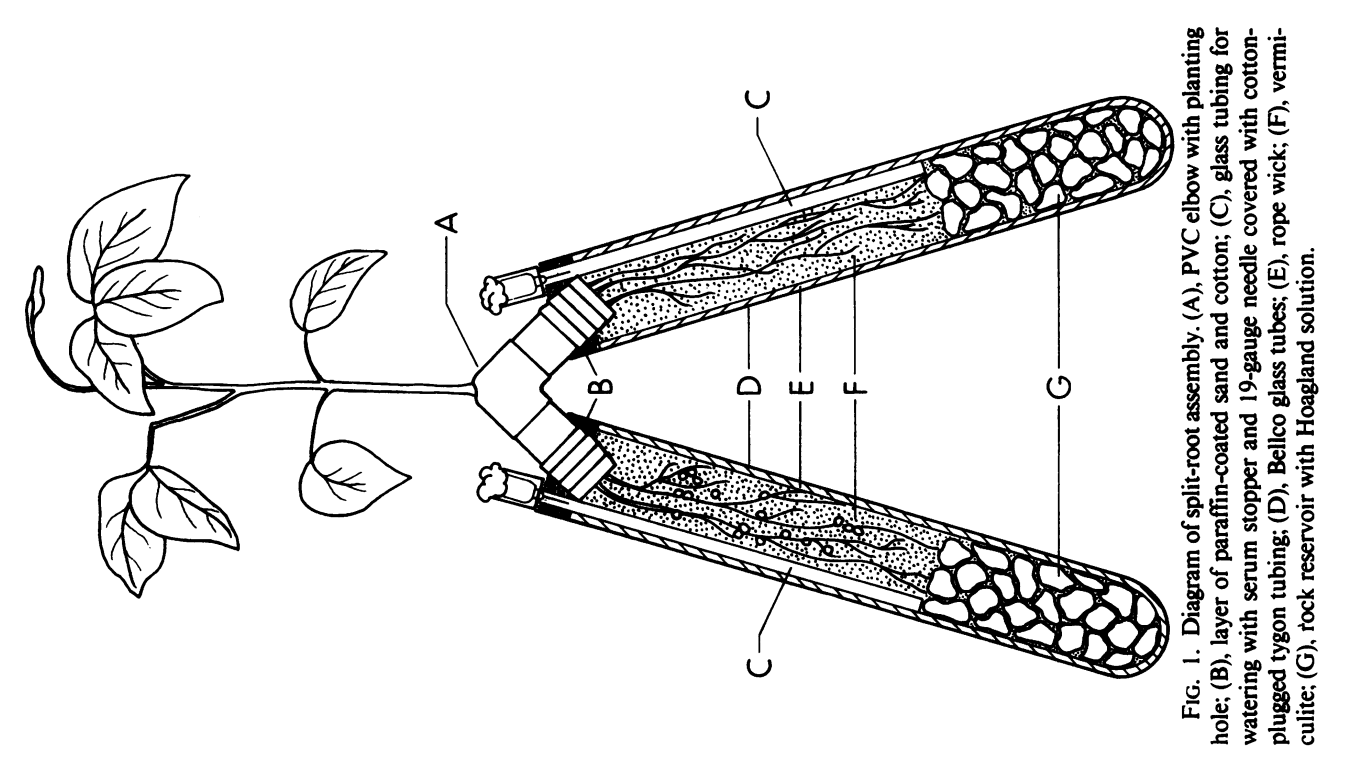 A
C
C
B
D
E
F
G
FIG. 1. Diagram of split-root assembly. (A), PVC elbow with planting
hole; (B), layer of paraffin-coated sand and cotton; (C), glass tubing for
watering with serum stopper and 19-gauge needle covered with cotton-
plugged tygon tubing; (D), Bellco glass tubes; (E), rope wick; (F), vermi-
culite; (G), rock reservoir with Hoagland solution.